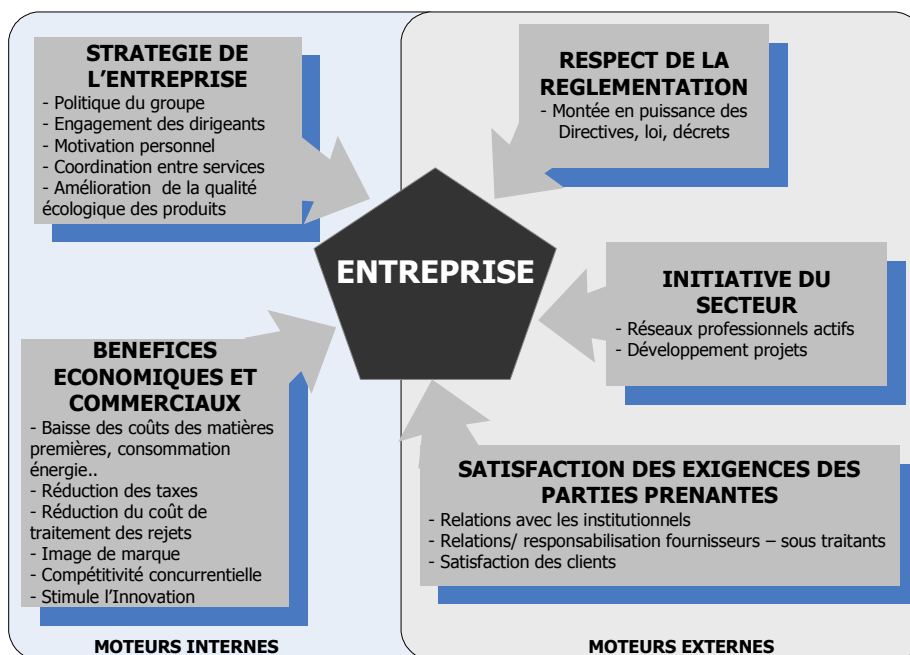 STRATEGIE DE
L'ENTREPRISE
- Politique du groupe
- Engagement des dirigeants
- Motivation personnel
- Coordination entre services
- Amélioration de la qualité
écologique des produits
RESPECT DE LA
REGLEMENTATION
- Montée en puissance des
Directives, loi, décrets
ENTREPRISE
INITIATIVE DU
SECTEUR
- Réseaux professionnels actifs
- Développement projets
BENEFICES
ECONOMIQUES ET
COMMERCIAUX
- Baisse des coûts des matières
premières, consommation
énergie..
- Réduction des taxes
- Réduction du coût de
traitement des rejets
- Image de marque
- Compétitivité concurrentielle
- Stimule l'Innovation
SATISFACTION DES EXIGENCES DES
PARTIES PRENANTES
- Relations avec les institutionnels
- Relations/ responsabilisation fournisseurs – sous traitants
- Satisfaction des clients
MOTEURS INTERNES
MOTEURS EXTERNES